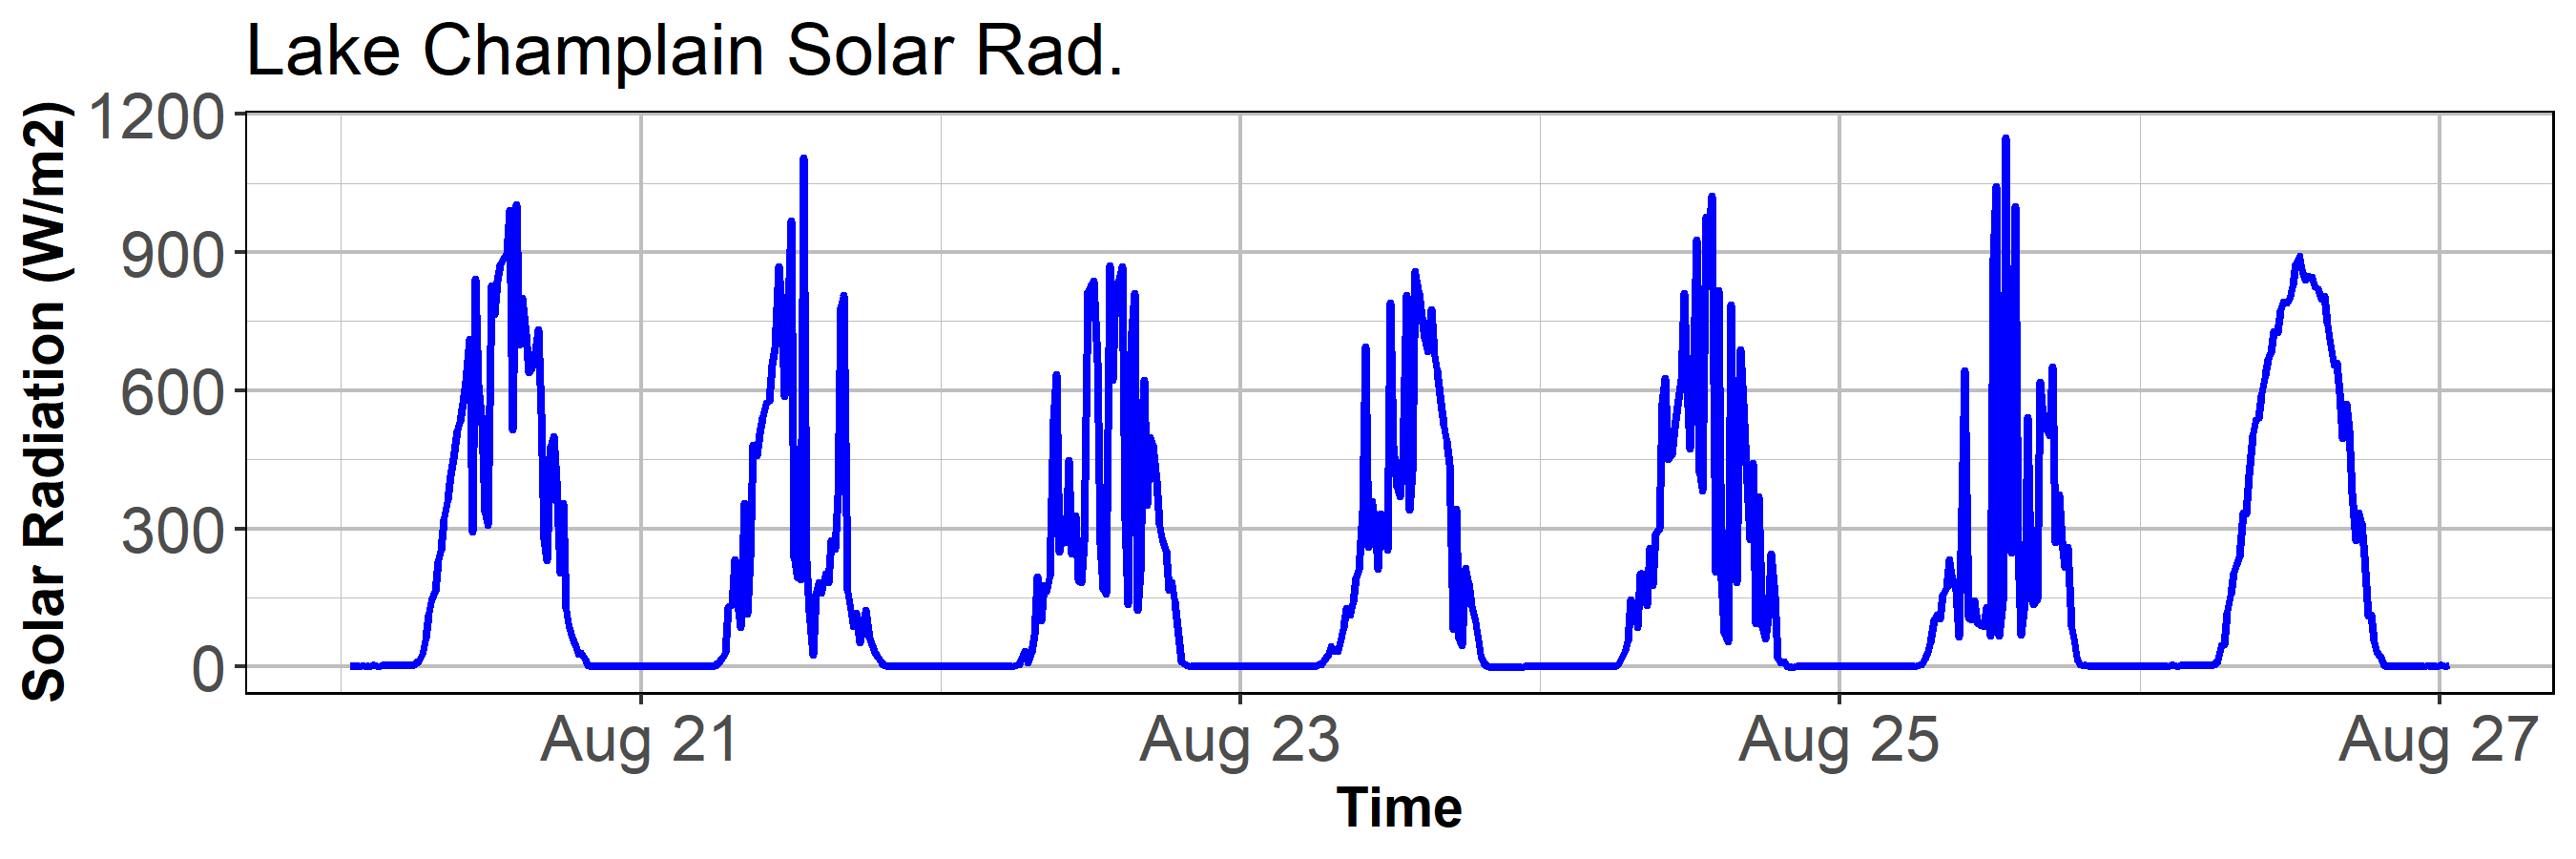 Lake Champlain Solar Rad.
Solar Radiation (W/m2)
1200
900
600
300
0
Aug 21
Aug 23
Aug 25
Aug 27
Time